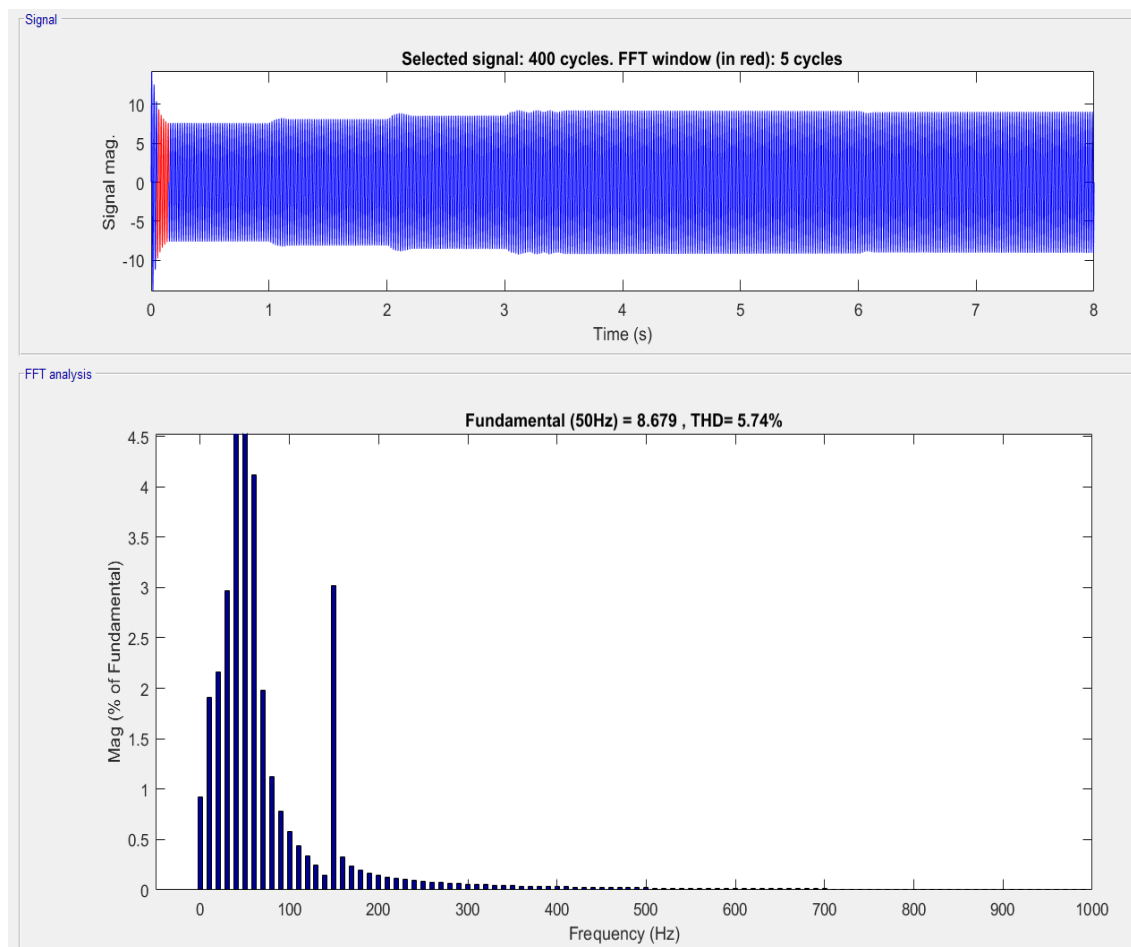 Signal
Selected signal: 400 cycles. FFT window (in red): 5 cycles
10
5
0
-5
-10
Signal mag.
0 1 2 3 4 5 6 7 8
Time (s)
FFT analysis
Fundamental (50Hz) = 8.679 , THD= 5.74%
4.5
4
3.5
3
2.5
2
1.5
1
0.5
0
Mag (% of Fundamental)
0 100 200 300 400 500 600 700 800 900 1000
Frequency (Hz)